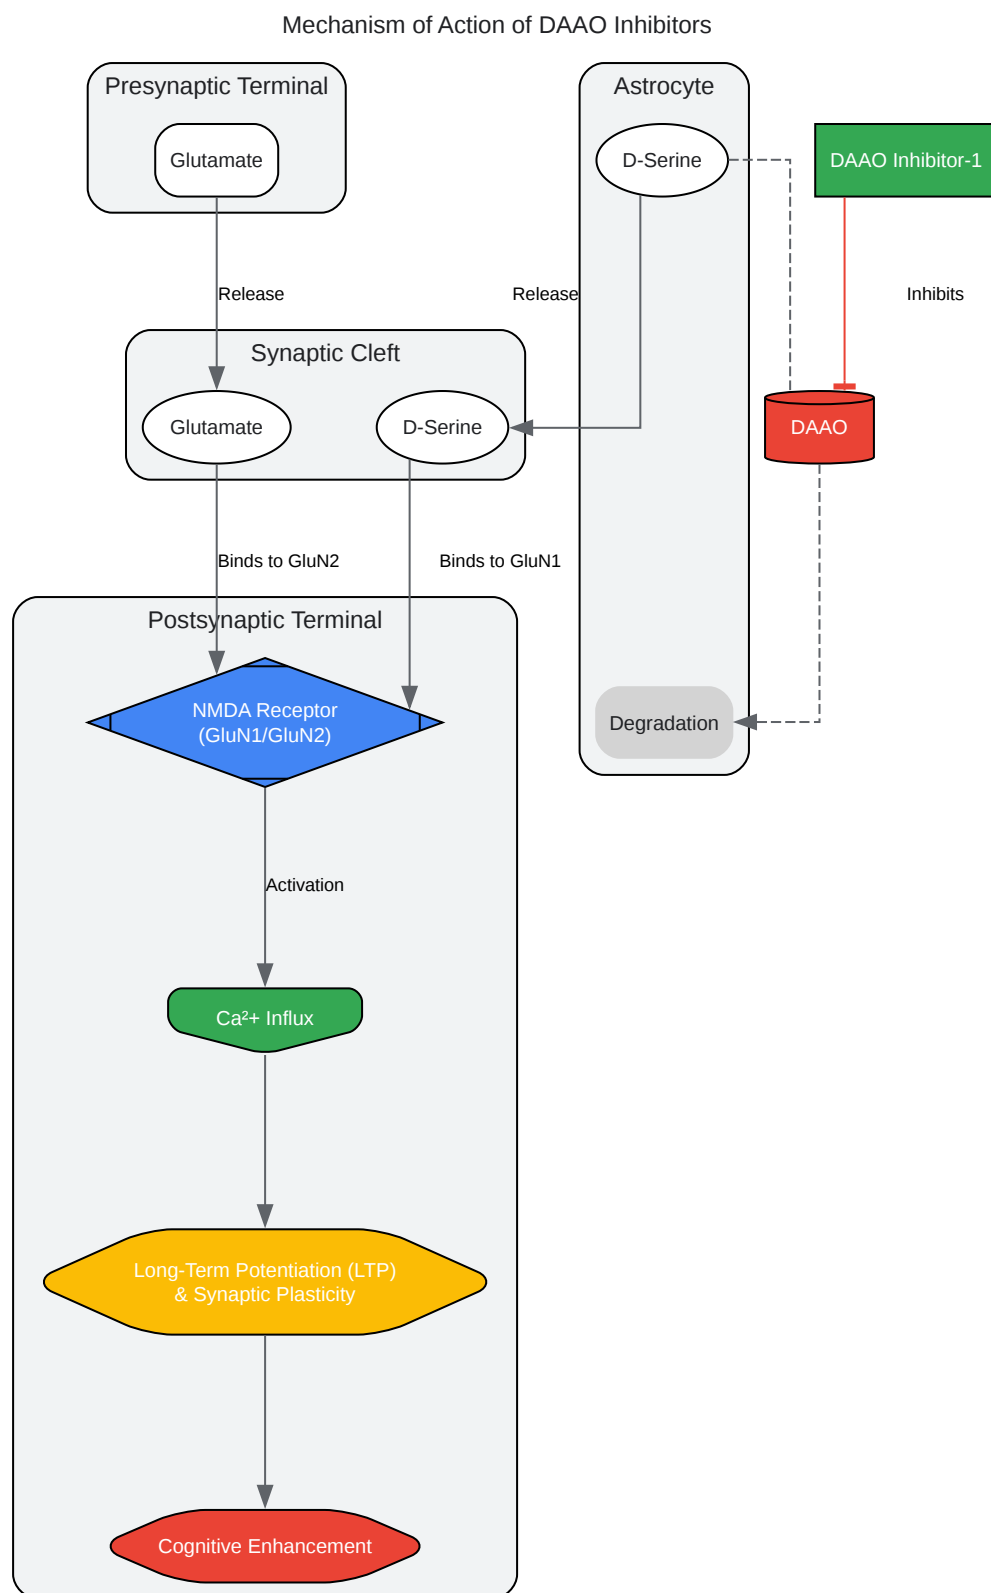 Mechanism of Action of DAAO Inhibitors
Presynaptic Terminal
Astrocyte
Glutamate
D-Serine
DAAO Inhibitor-1
Release
Release
Inhibits
Synaptic Cleft
Glutamate
D-Serine
DAAO
Binds to GluN2
Binds to GluN1
Postsynaptic Terminal
NMDA Receptor
(GluN1/GluN2)
Degradation
Activation
Ca²+ Influx
Long-Term Potentiation (LTP)
& Synaptic Plasticity
Cognitive Enhancement